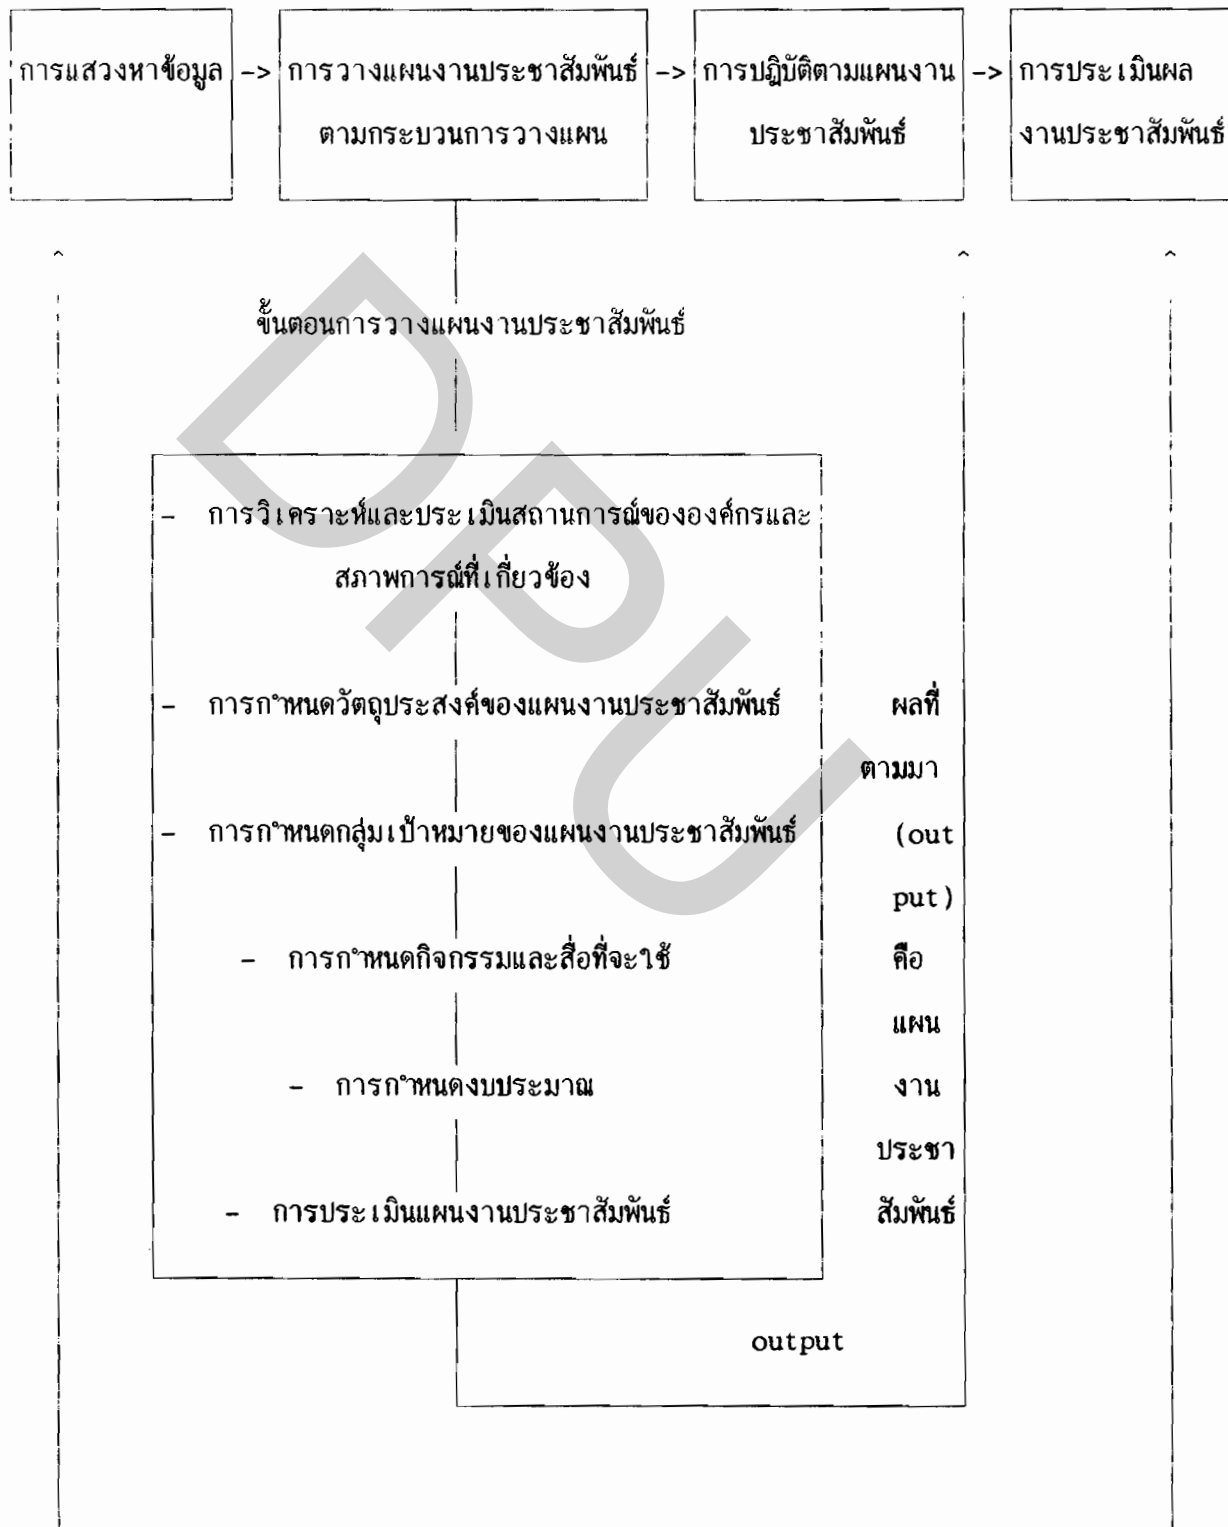 การแสวงหาข้อมูล -> การวางแผนงานประชาสัมพันธ์ -> การปฏิบัติตามแผนงาน -> การประเมินผล
ตามกระบวนการวางแผน ประชาสัมพันธ์ งานประชาสัมพันธ์
ขั้นตอนการวางแผนงานประชาสัมพันธ์
- การวิเคราะห์และประเมินสถานการณ์ขององค์กรและ
สภาพการณ์ที่เกี่ยวข้อง
- การกำหนดวัตถุประสงค์ของแผนงานประชาสัมพันธ์ ผลที่
ตามมา
- การกำหนดกลุ่มเป้าหมายของแผนงานประชาสัมพันธ์ (out
put)
- การกำหนดกิจกรรมและสื่อที่จะใช้ คือ
แผน
- การกำหนดงบประมาณ งาน
ประชา
- การประเมินแผนงานประชาสัมพันธ์ สัมพันธ์
output
DPU